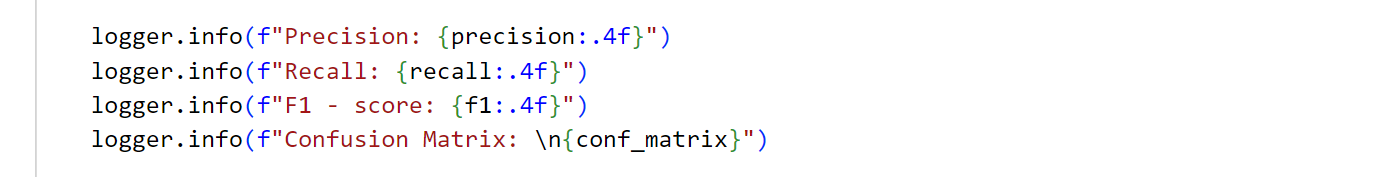 logger.info(f"Precision: {precision:.4f}")
logger.info(f"Recall: {recall:.4f}")
logger.info(f"F1 - score: {f1:.4f}")
logger.info(f"Confusion Matrix: \n{conf_matrix}")